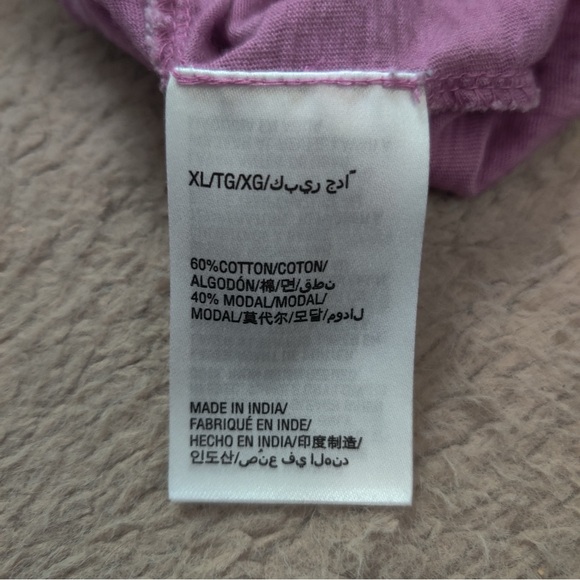 XL/TG/XG/كبير جداً
60%COTTON/COTON/
ALGODÓN/棉/면/قطن
40% MODAL/MODAL/
MODAL/莫代尔/모달/مودال
MADE IN INDIA/
FABRIQUÉ EN INDE/
HECHO EN INDIA/印度制造/
인도산/صُنع في الهند